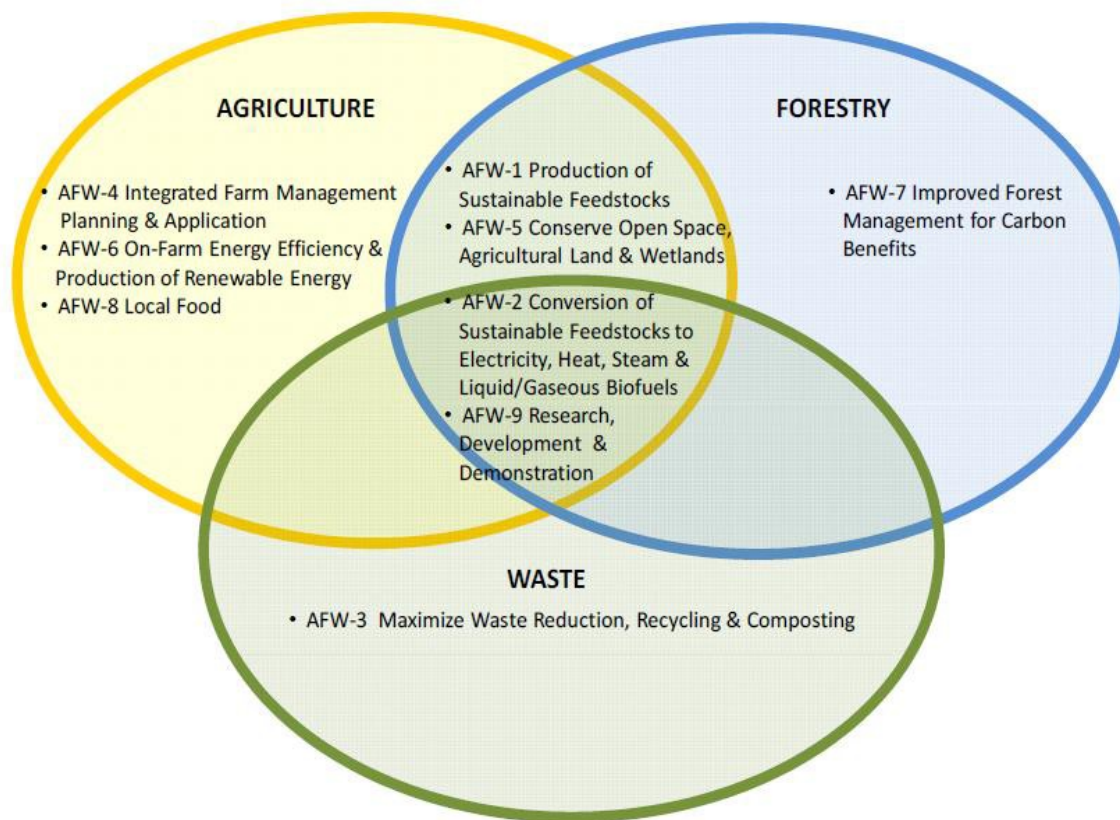 AGRICULTURE
• AFW-4 Integrated Farm Management
Planning & Application
• AFW-6 On-Farm Energy Efficiency &
Production of Renewable Energy
• AFW-8 Local Food
• AFW-1 Production of
Sustainable Feedstocks
• AFW-5 Conserve Open Space,
Agricultural Land & Wetlands
• AFW-2 Conversion of
Sustainable Feedstocks to
Electricity, Heat, Steam &
Liquid/Gaseous Biofuels
• AFW-9 Research,
Development &
Demonstration
FORESTRY
• AFW-7 Improved Forest
Management for Carbon
Benefits
WASTE
• AFW-3 Maximize Waste Reduction, Recycling & Composting